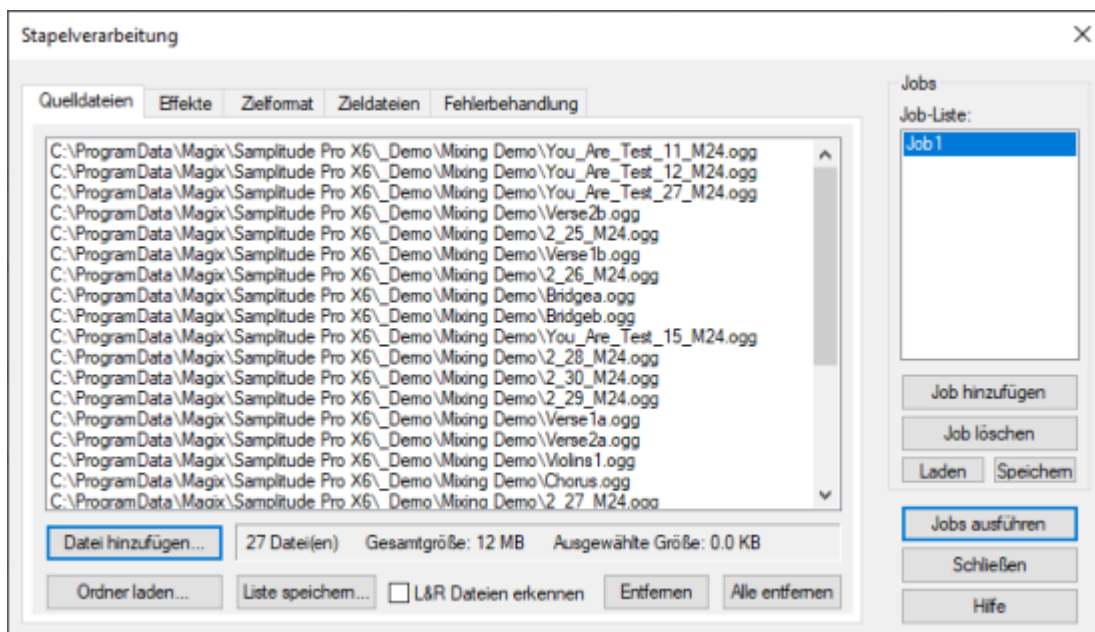 Stapelverarbeitung
Quelldateien Effekte Zielformat Zieldateien Fehlerbehandlung
C:\ProgramData\Magix\Samplitude Pro X6\_Demo\Mixing Demo\You_Are_Test_11_M24.ogg
C:\ProgramData\Magix\Samplitude Pro X6\_Demo\Mixing Demo\You_Are_Test_12_M24.ogg
C:\ProgramData\Magix\Samplitude Pro X6\_Demo\Mixing Demo\You_Are_Test_27_M24.ogg
C:\ProgramData\Magix\Samplitude Pro X6\_Demo\Mixing Demo\Verse2b.ogg
C:\ProgramData\Magix\Samplitude Pro X6\_Demo\Mixing Demo\2_25_M24.ogg
C:\ProgramData\Magix\Samplitude Pro X6\_Demo\Mixing Demo\Verse1b.ogg
C:\ProgramData\Magix\Samplitude Pro X6\_Demo\Mixing Demo\2_26_M24.ogg
C:\ProgramData\Magix\Samplitude Pro X6\_Demo\Mixing Demo\Bridgea.ogg
C:\ProgramData\Magix\Samplitude Pro X6\_Demo\Mixing Demo\Bridgeb.ogg
C:\ProgramData\Magix\Samplitude Pro X6\_Demo\Mixing Demo\You_Are_Test_15_M24.ogg
C:\ProgramData\Magix\Samplitude Pro X6\_Demo\Mixing Demo\2_28_M24.ogg
C:\ProgramData\Magix\Samplitude Pro X6\_Demo\Mixing Demo\2_30_M24.ogg
C:\ProgramData\Magix\Samplitude Pro X6\_Demo\Mixing Demo\2_29_M24.ogg
C:\ProgramData\Magix\Samplitude Pro X6\_Demo\Mixing Demo\Verse1a.ogg
C:\ProgramData\Magix\Samplitude Pro X6\_Demo\Mixing Demo\Verse2a.ogg
C:\ProgramData\Magix\Samplitude Pro X6\_Demo\Mixing Demo\Violins1.ogg
C:\ProgramData\Magix\Samplitude Pro X6\_Demo\Mixing Demo\Chorus.ogg
C:\ProgramData\Magix\Samplitude Pro X6\_Demo\Mixing Demo\2_27_M24.ogg
Datei hinzufügen... 27 Datei(en) Gesamtgröße: 12 MB Ausgewählte Größe: 0.0 KB
Ordner laden... Liste speichern... L&R Dateien erkennen Entfernen Alle entfernen
Jobs
Job-Liste:
Job1
Job hinzufügen
Job löschen
Laden Speichern
Jobs ausführen
Schließen
Hilfe